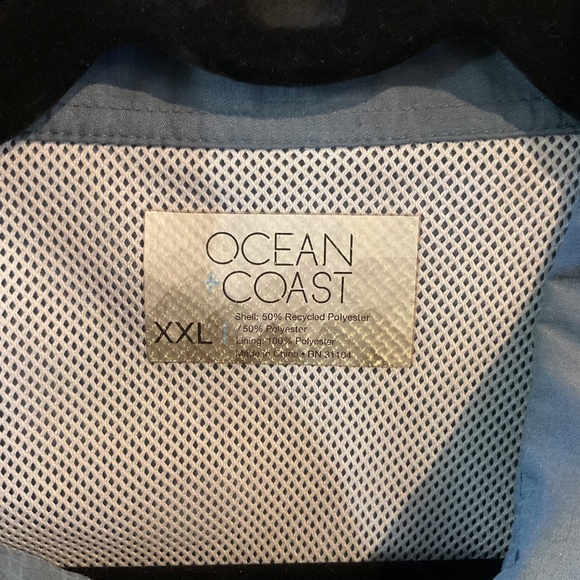 OCEAN
+COAST
XXL
Shell: 50% Recycled Polyester
/ 50% Polyester
Lining: 100% Polyester
Made in China • RN 31104